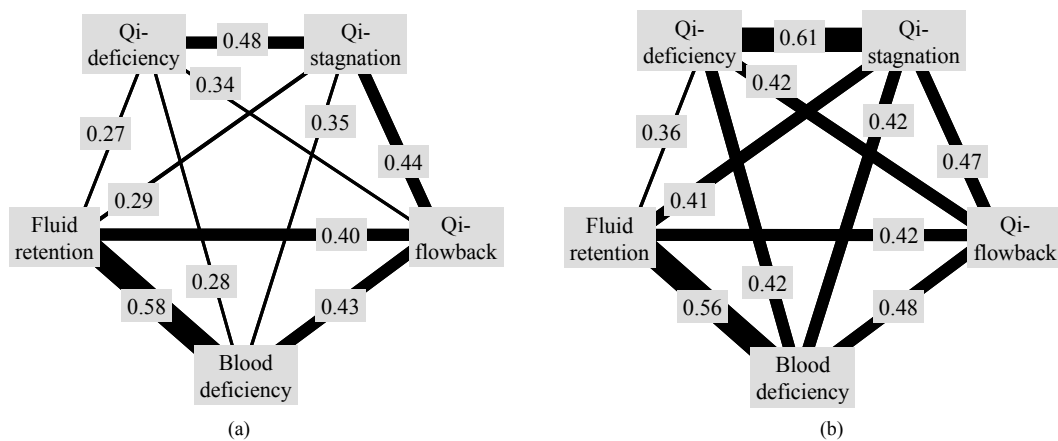 Qi-
deficiency
0.48
Qi-
stagnation
0.34
0.27
0.35
0.44
0.29
Fluid
retention
0.40
Qi-
flowback
0.28
0.58
0.43
Blood
deficiency
(a)
Qi-
deficiency
0.61
Qi-
stagnation
0.42
0.36
0.42
0.47
0.41
Fluid
retention
0.42
Qi-
flowback
0.42
0.56
0.48
Blood
deficiency
(b)